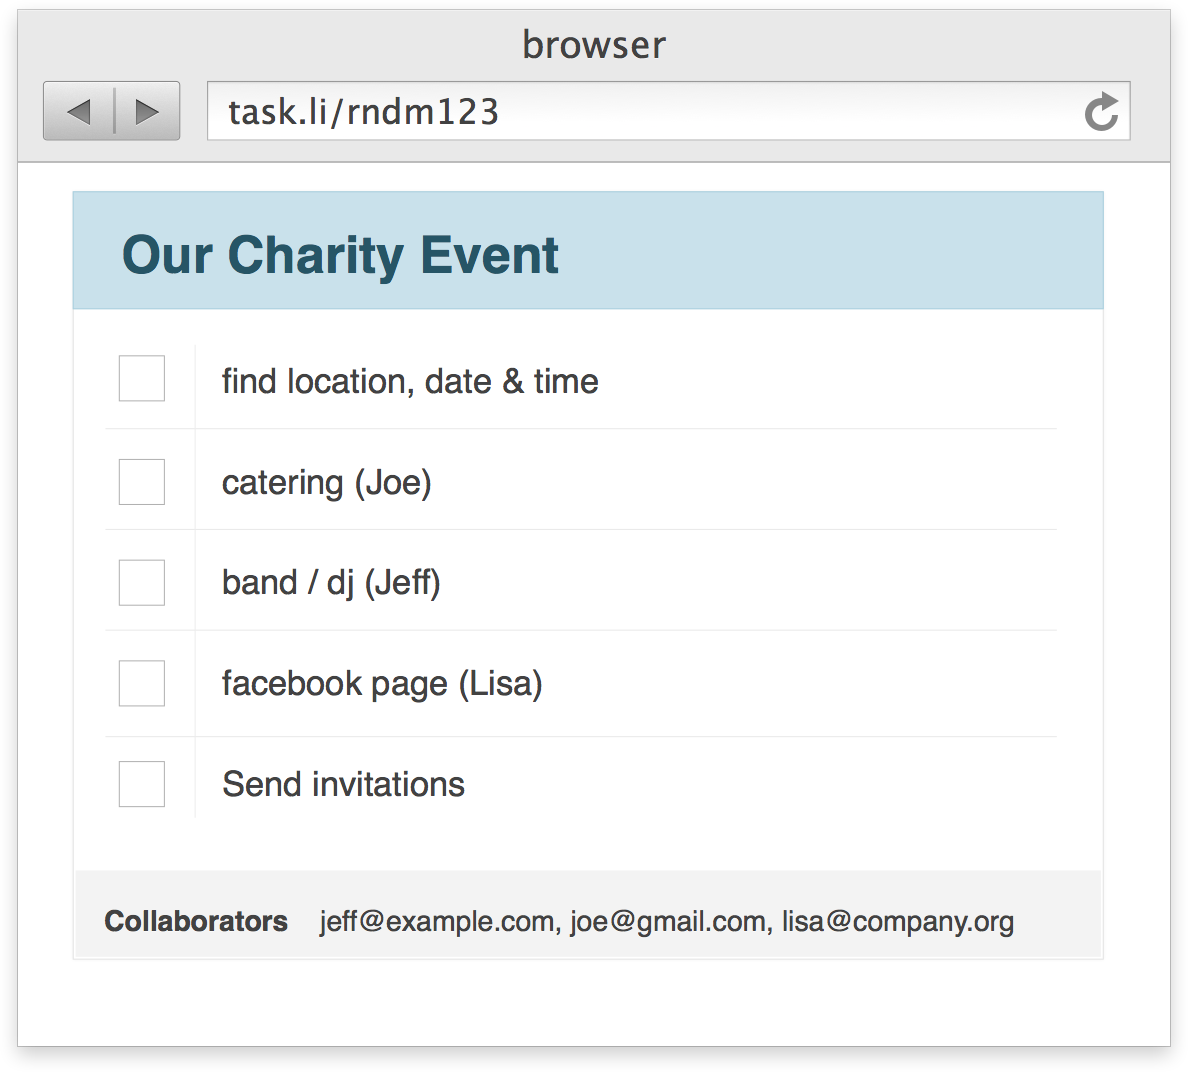 browser
task.li/rndm123
Our Charity Event
find location, date & time
catering (Joe)
band / dj (Jeff)
facebook page (Lisa)
Send invitations
Collaborators jeff@example.com, joe@gmail.com, lisa@company.org